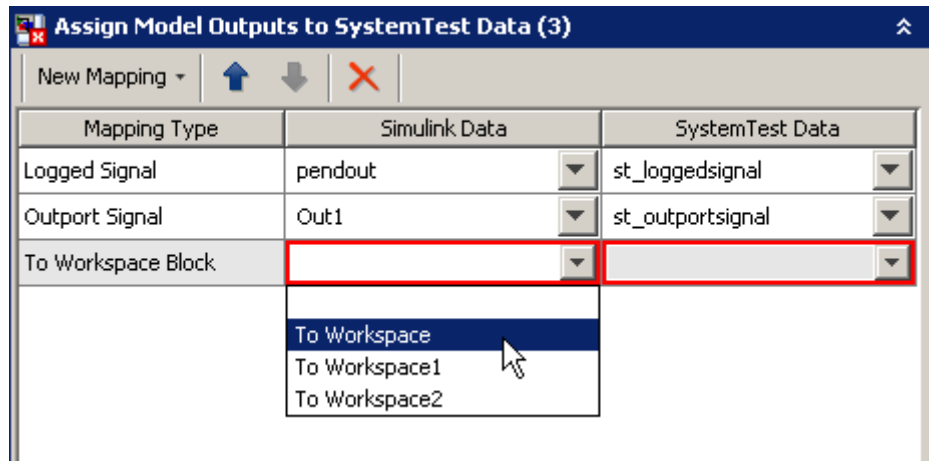 Assign Model Outputs to SystemTest Data (3)
New Mapping
Mapping Type Simulink Data SystemTest Data
Logged Signal pendout st_loggedsignal
Outport Signal Out1 st_outportsignal
To Workspace Block
To Workspace
To Workspace1
To Workspace2